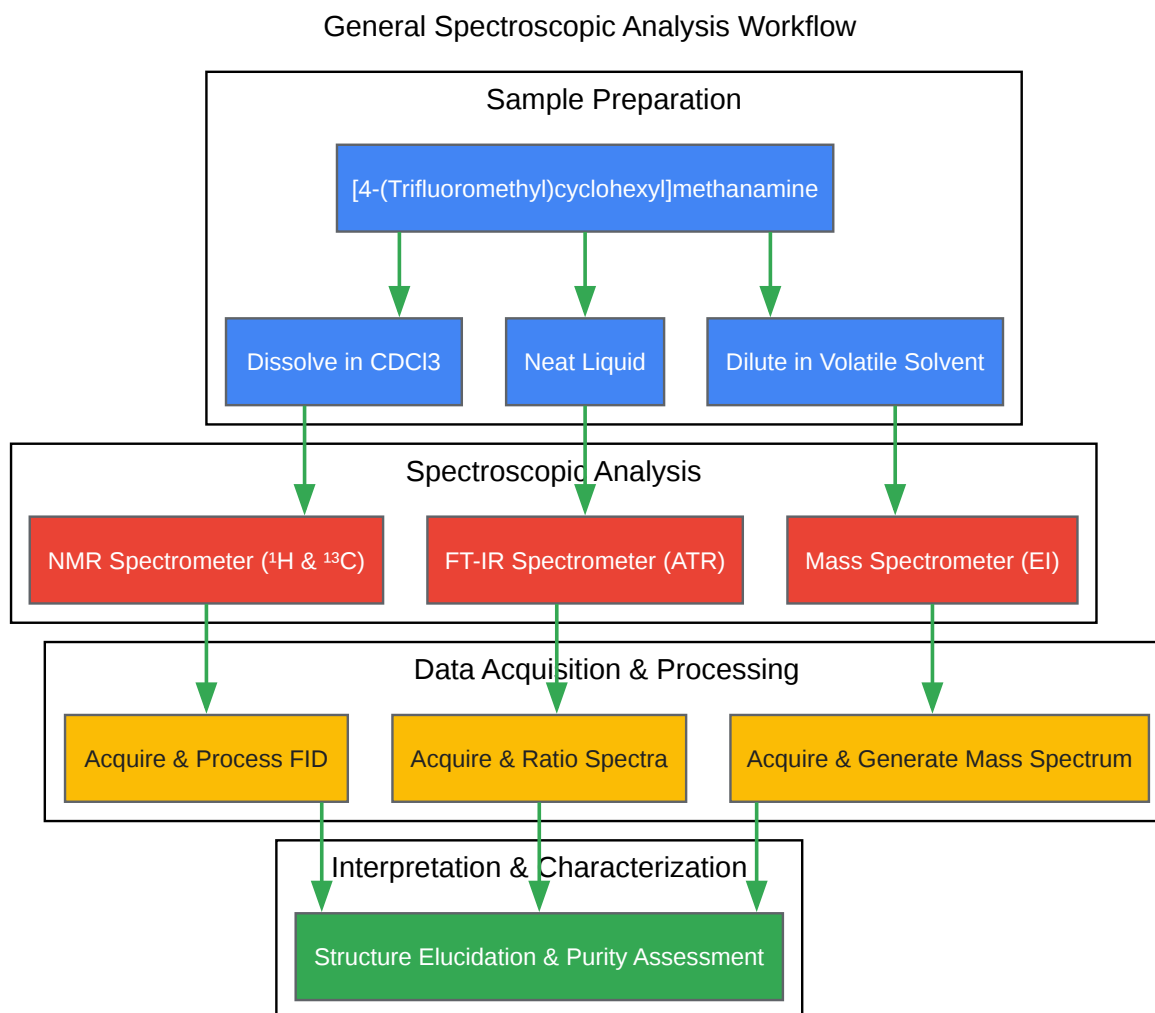 General Spectroscopic Analysis Workflow
Sample Preparation
[4-(Trifluoromethyl)cyclohexyl]methanamine
Dissolve in CDCl3
Neat Liquid
Dilute in Volatile Solvent
Spectroscopic Analysis
NMR Spectrometer (¹H & ¹³C)
FT-IR Spectrometer (ATR)
Mass Spectrometer (EI)
Data Acquisition & Processing
Acquire & Process FID
Acquire & Ratio Spectra
Acquire & Generate Mass Spectrum
Interpretation & Characterization
Structure Elucidation & Purity Assessment